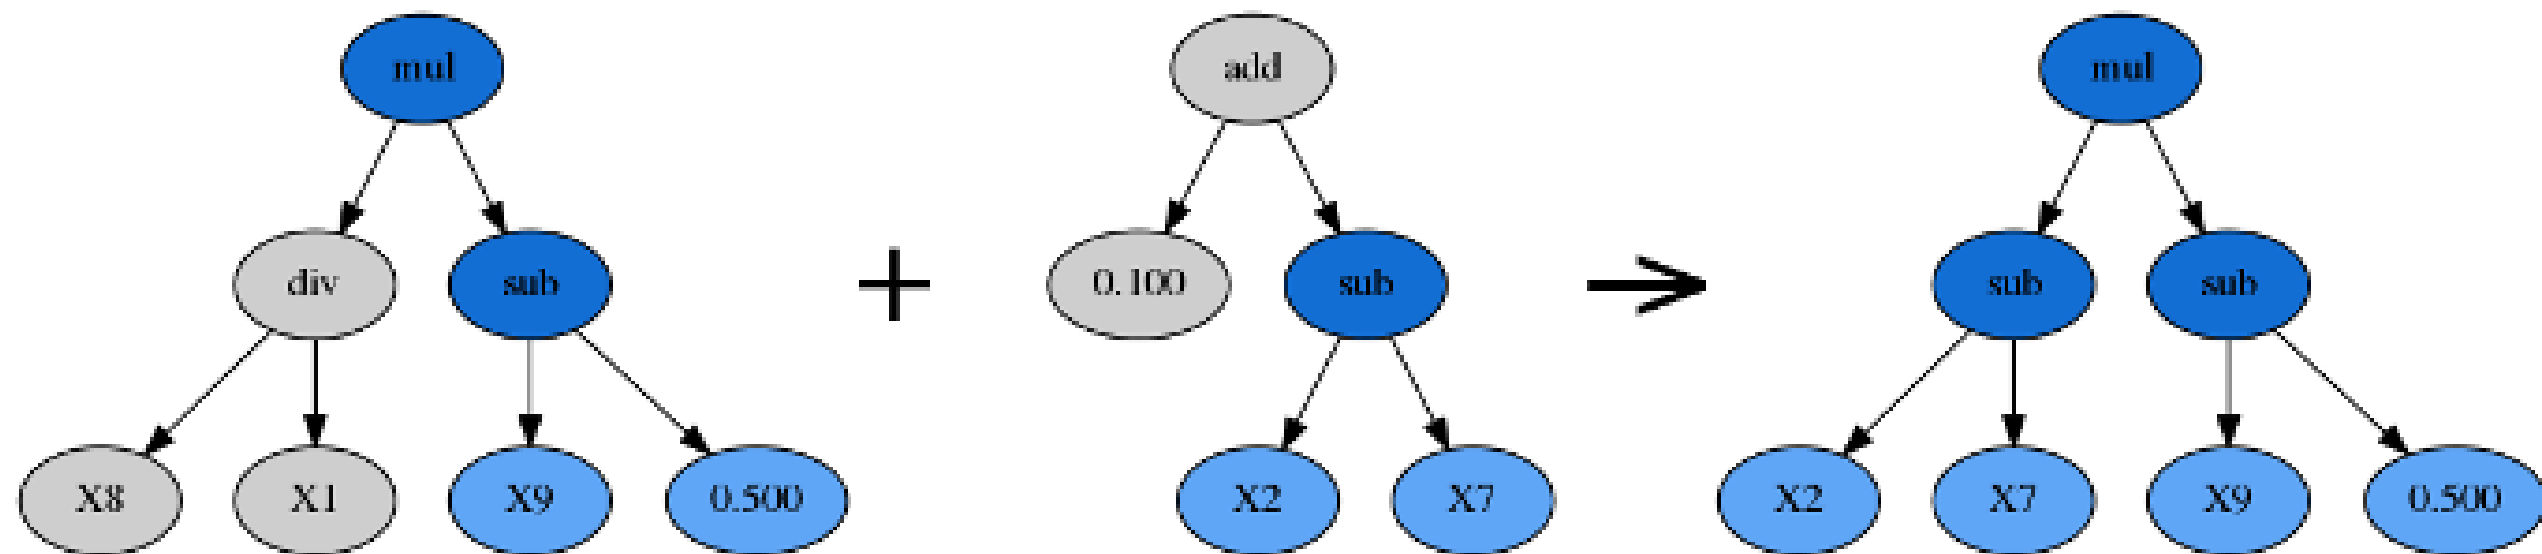 mul
add
mul
div
sub
+
0.100
sub
→
sub
sub
X8
X1
X9
0.500
X2
X7
X2
X7
X9
0.500